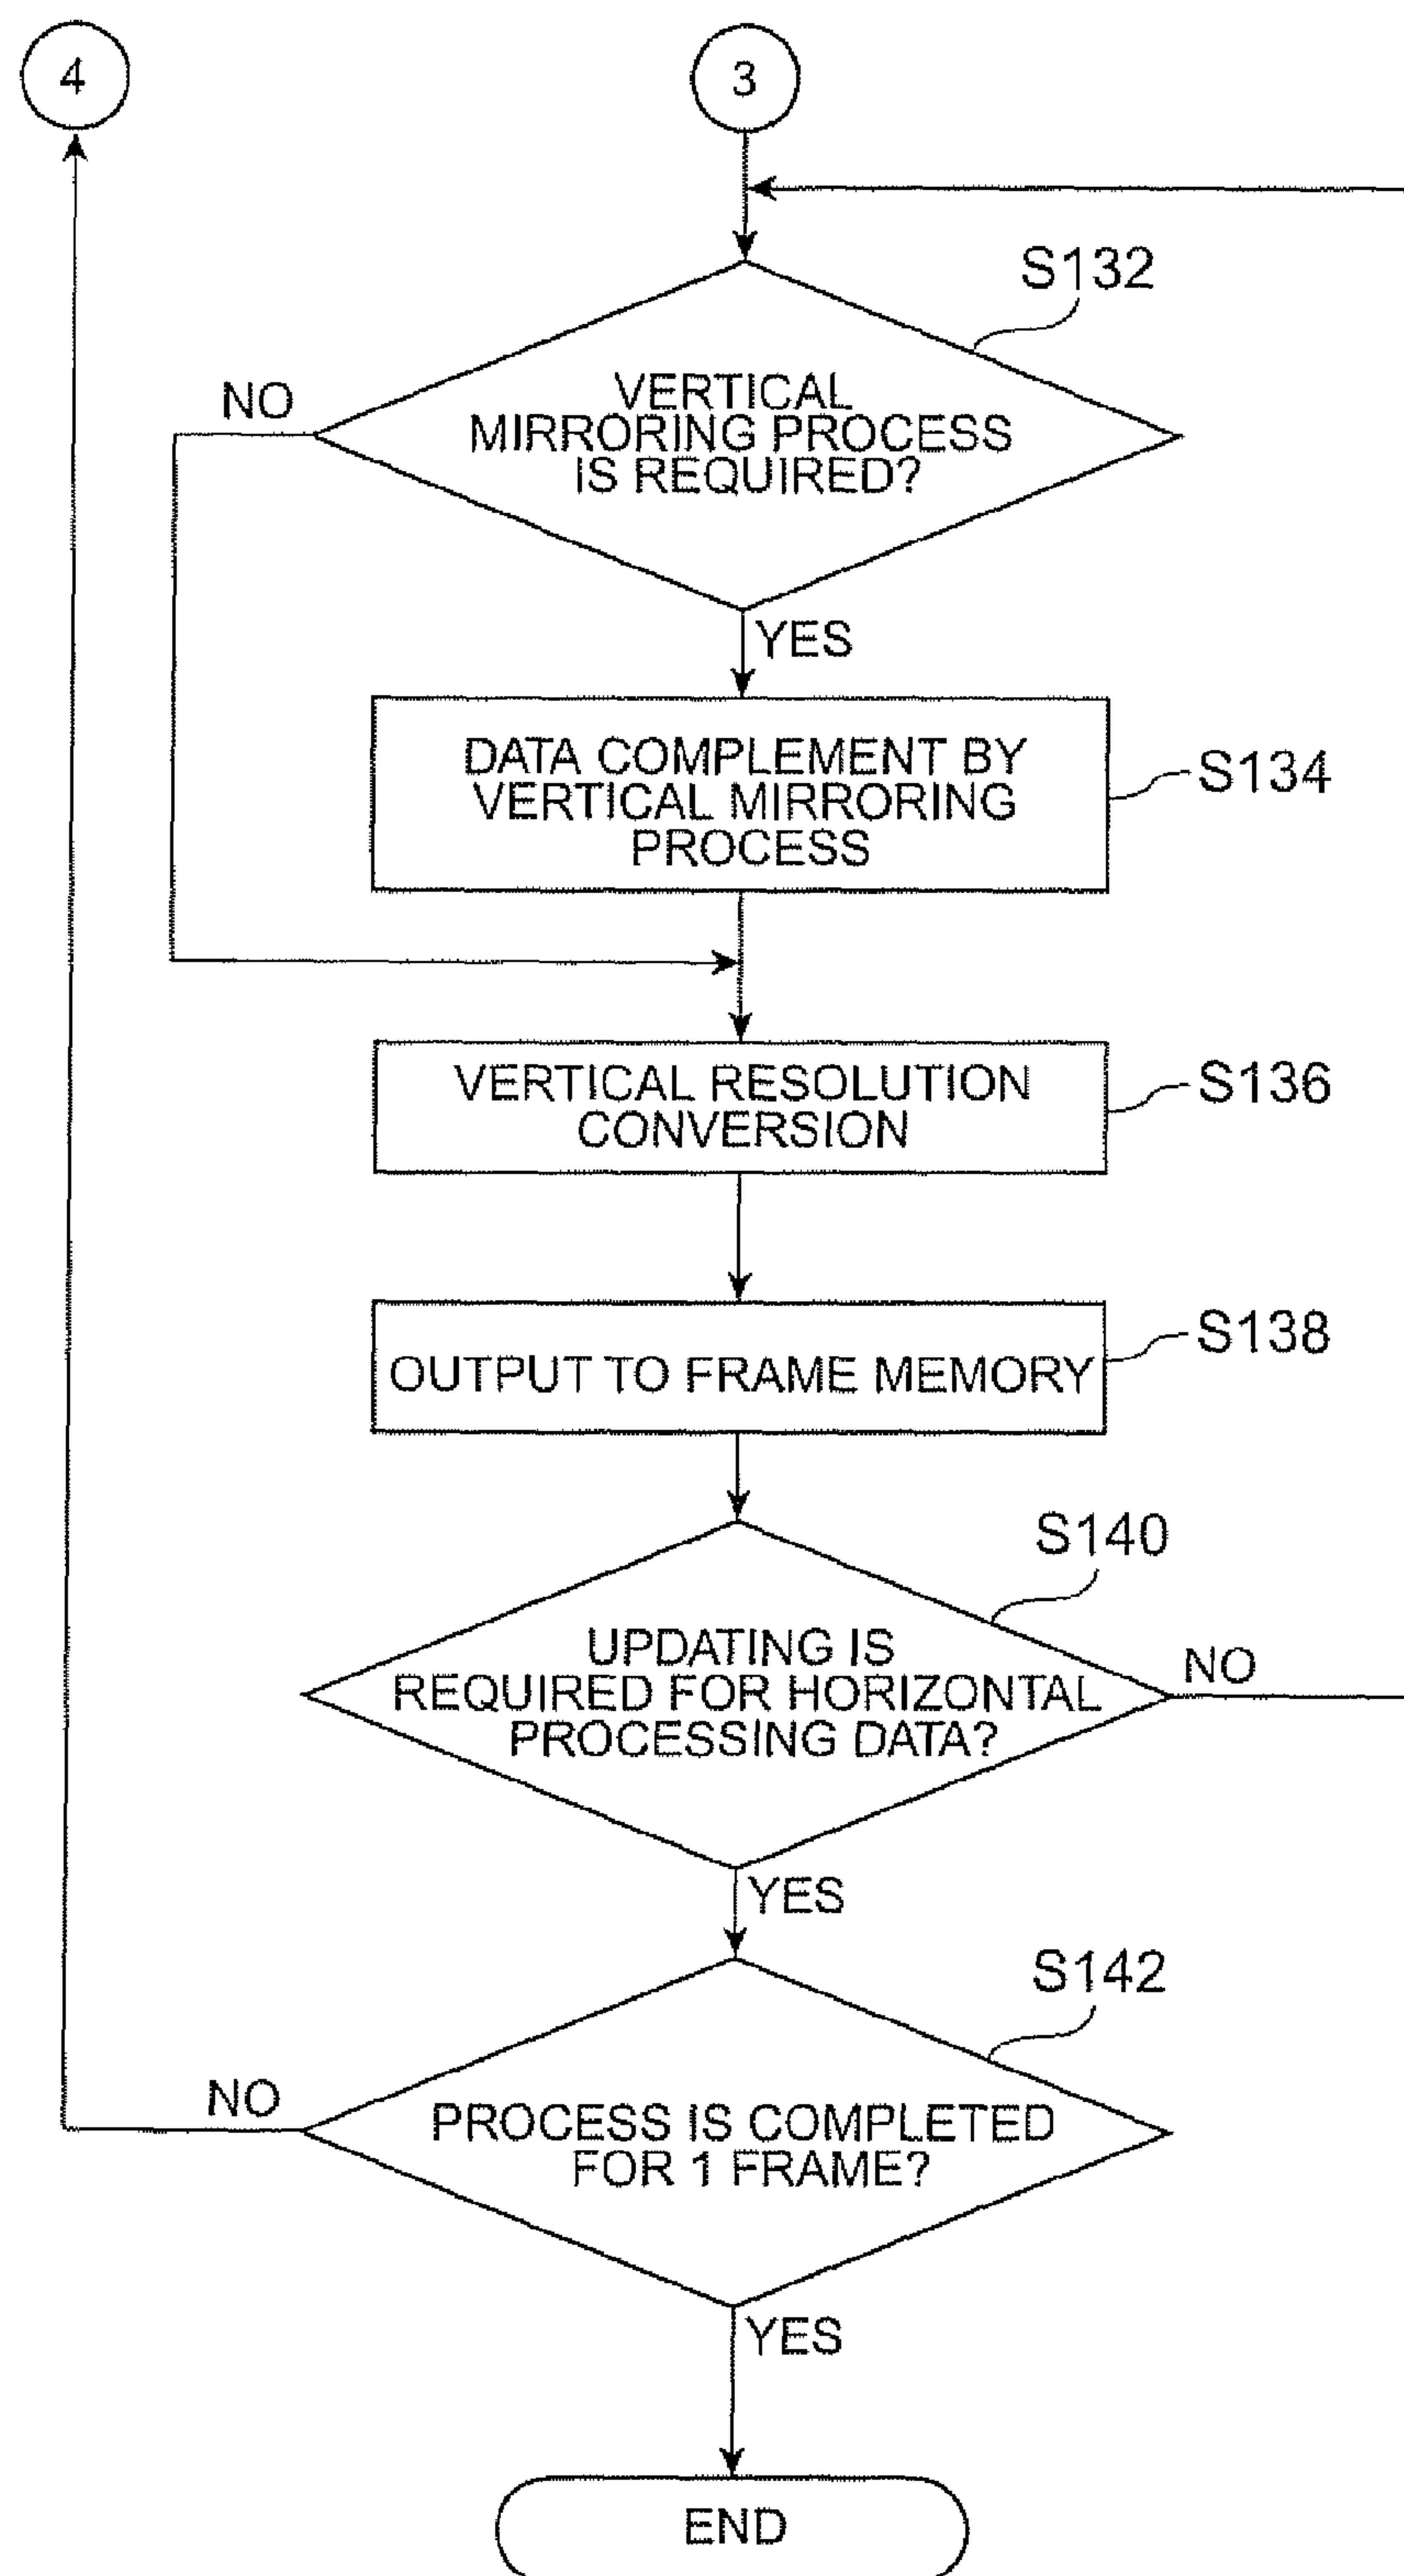 4
3
S132
NO
VERTICAL
MIRRORING PROCESS
IS REQUIRED?
YES
DATA COMPLEMENT BY
VERTICAL MIRRORING
PROCESS
S134
VERTICAL RESOLUTION
CONVERSION
S136
OUTPUT TO FRAME MEMORY
S138
S140
UPDATING IS
REQUIRED FOR HORIZONTAL
PROCESSING DATA?
NO
YES
S142
NO
PROCESS IS COMPLETED
FOR 1 FRAME?
YES
END